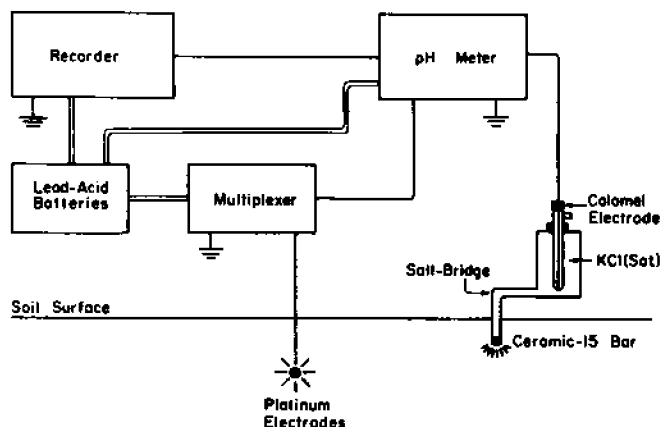 Recorder
pH Meter
Lead-Acid
Batteries
Multiplexer
Calomel
Electrode
KCl(Sat)
Salt-Bridge
Soil Surface
Ceramic-15 Bar
Platinum
Electrodes